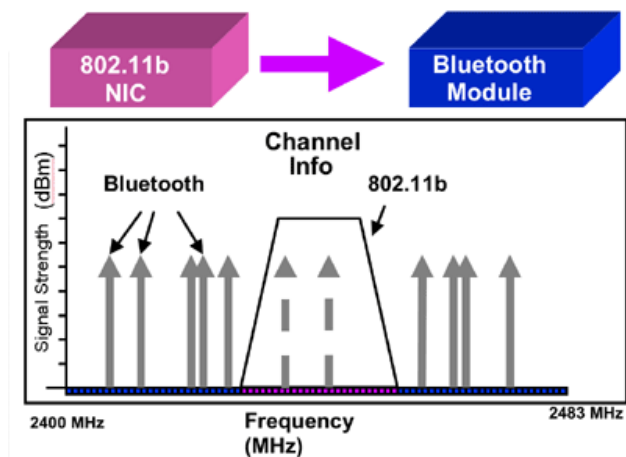 802.11b
NIC
Bluetooth
Module
Channel
Info
Bluetooth
802.11b
Signal Strength (dBm)
2400 MHz
Frequency
(MHz)
2483 MHz